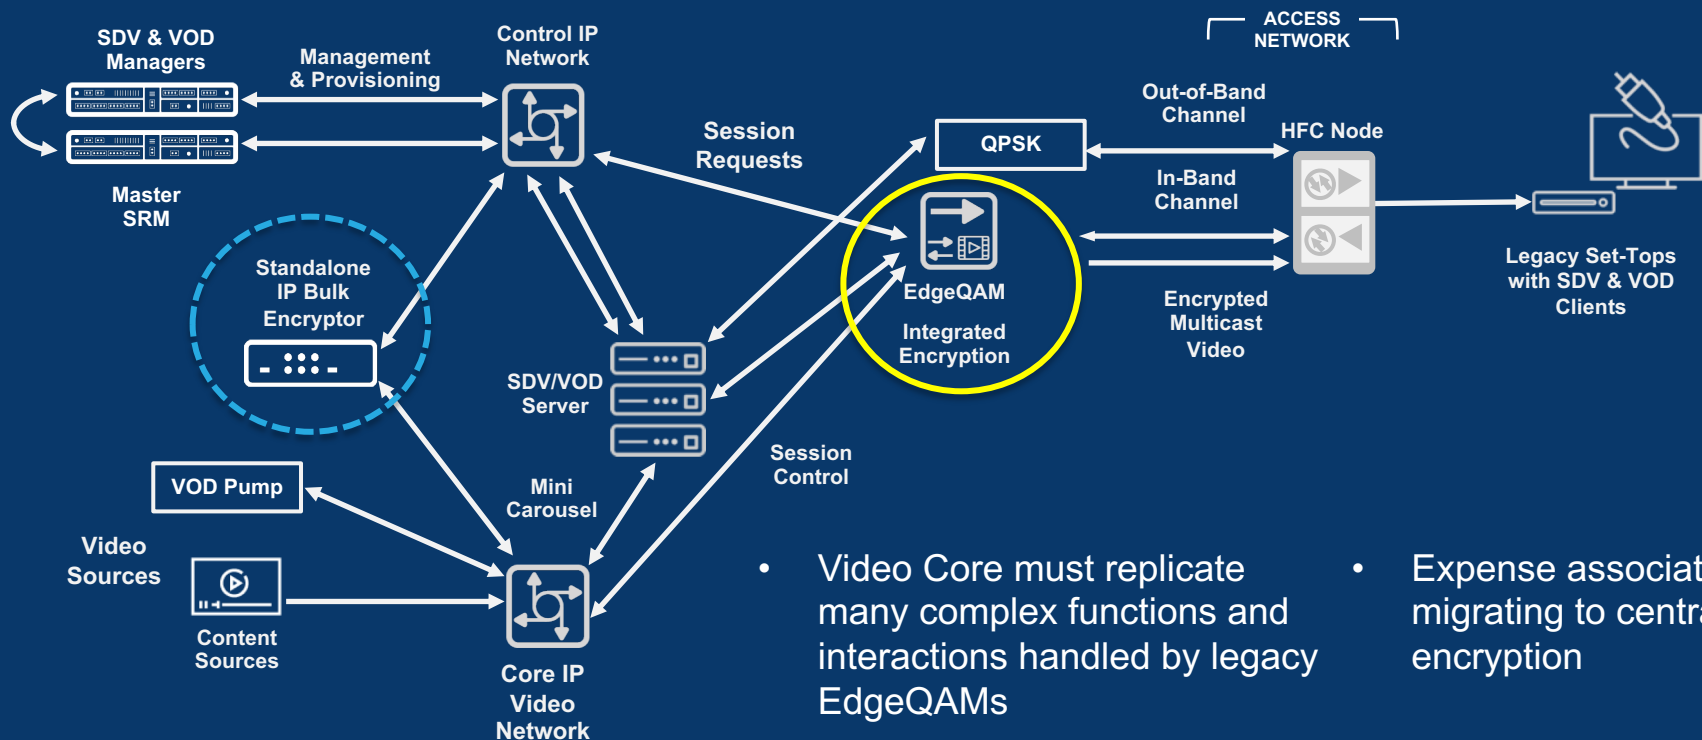 SDV & VOD
Managers
Management
& Provisioning
Control IP
Network
ACCESS
NETWORK
Master
SRM
Session
Requests
QPSK
Out-of-Band
Channel
HFC Node
In-Band
Channel
Standalone
IP Bulk
Encryptor
EdgeQAM
Integrated
Encryption
Encrypted
Multicast
Video
Legacy Set-Tops
with SDV & VOD
Clients
SDV/VOD
Server
Session
Control
VOD Pump
Mini
Carousel
Video
Sources
Content
Sources
Core IP
Video
Network
• Video Core must replicate
many complex functions and
interactions handled by legacy
EdgeQAMs
• Expense
migrating to
encryption